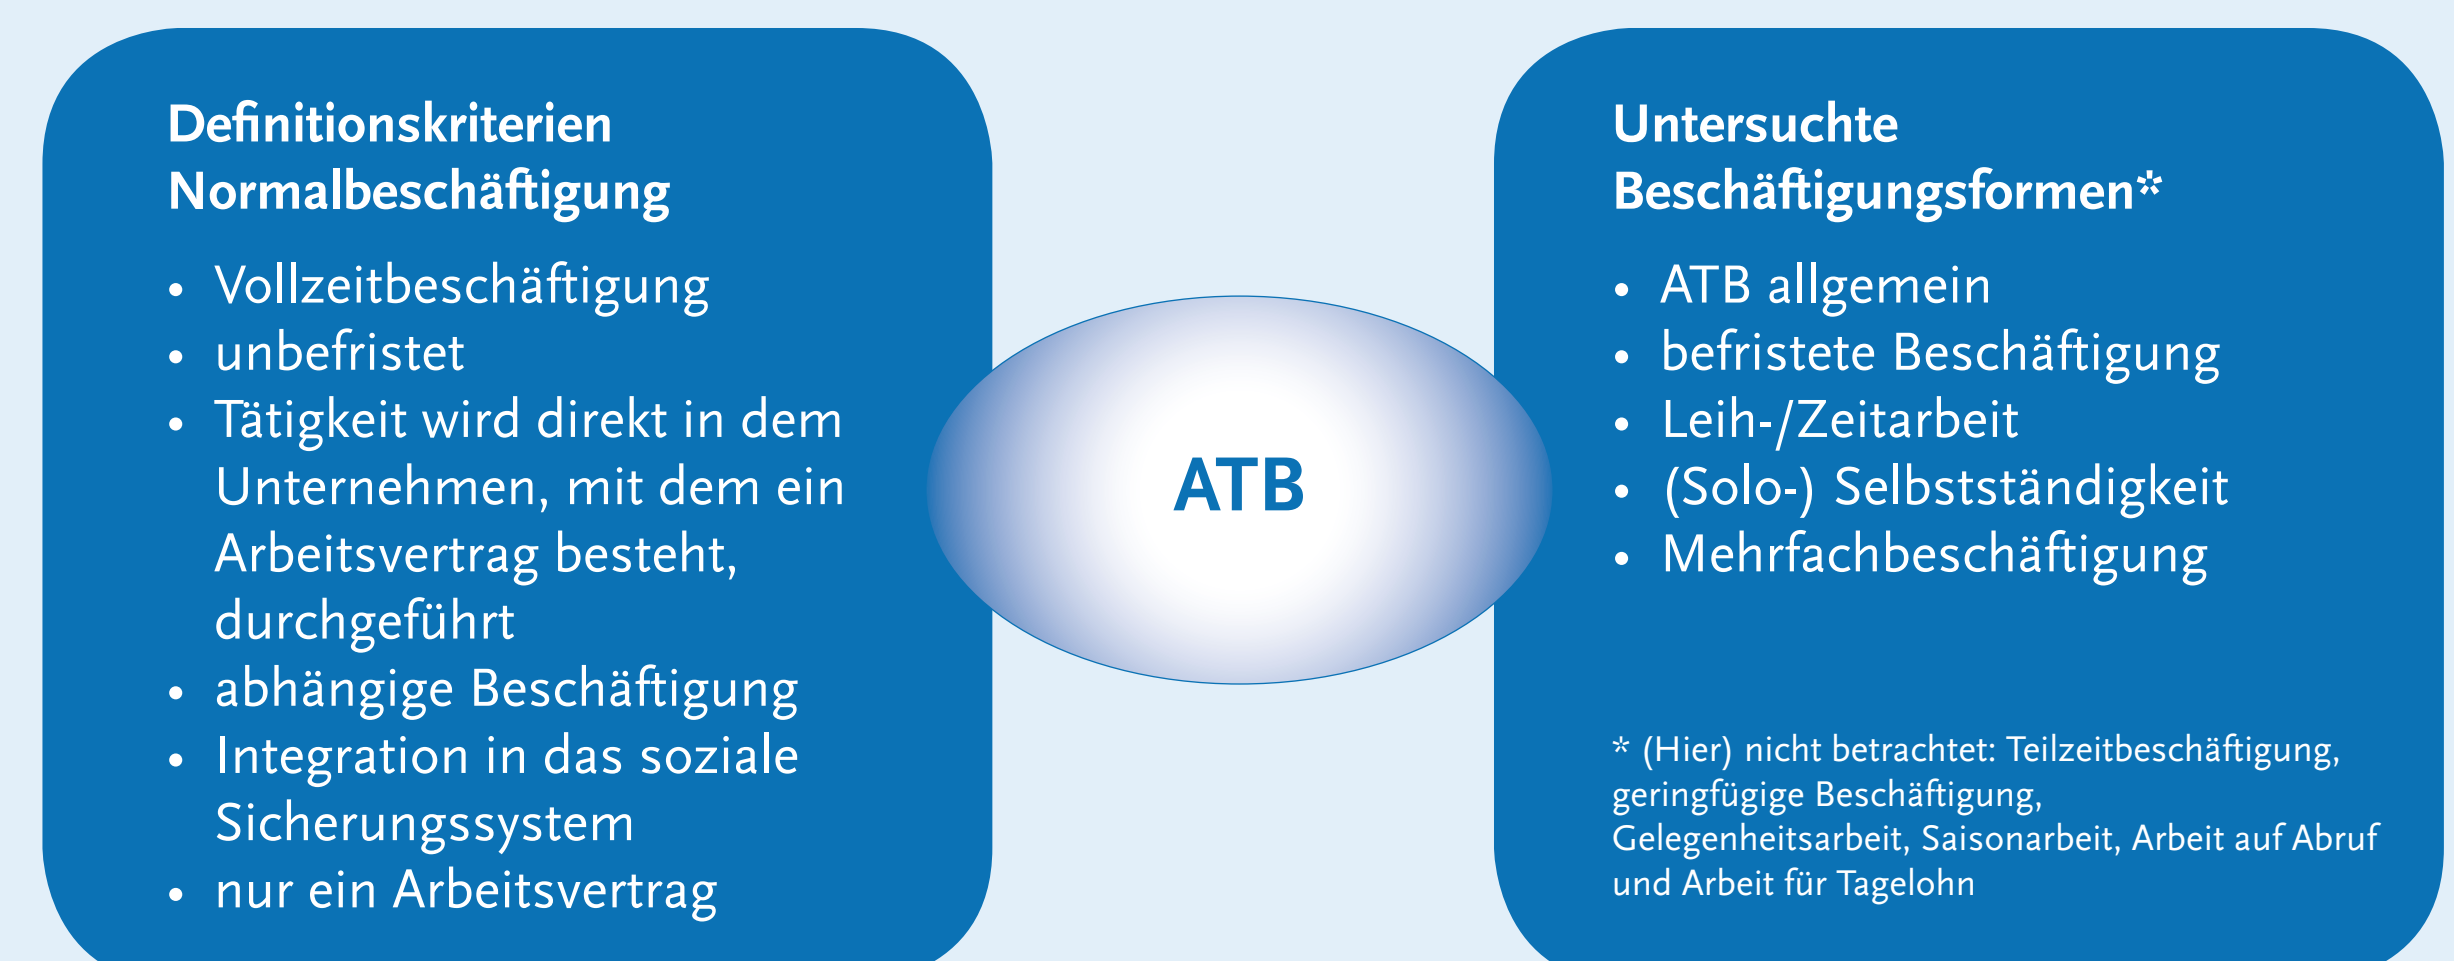 Definitionskriterien
Normalbeschäftigung
• Vollzeitbeschäftigung
• unbefristet
• Tätigkeit wird direkt in dem
Unternehmen, mit dem ein
Arbeitsvertrag besteht,
durchgeführt
• abhängige Beschäftigung
• Integration in das soziale
Sicherungssystem
• nur ein Arbeitsvertrag
ATB
Untersuchte
Beschäftigungsformen*
• ATB allgemein
• befristete Beschäftigung
• Leih-/Zeitarbeit
• (Solo-) Selbstständigkeit
• Mehrfachbeschäftigung
* (Hier) nicht betrachtet: Teilzeitbeschäftigung,
geringfügige Beschäftigung,
Gelegenheitsarbeit, Saisonarbeit, Arbeit auf Abruf
und Arbeit für Tagelohn